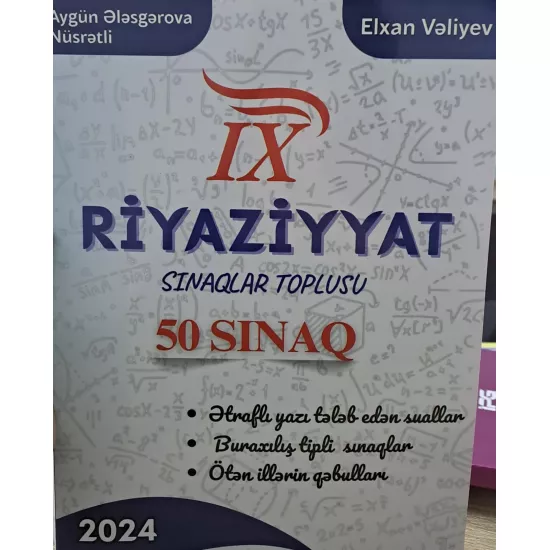 Aygün Ələsgərova
Nüsrətli
Elxan Vəliyev
IX
RİYAZİYYAT
SINAQLAR TOPLUSU
50 SINAQ
• Ətraflı yazı tələb edən suallar
• Buraxılış tipli sınaqlar
• Ötən illərin qəbulları
2024